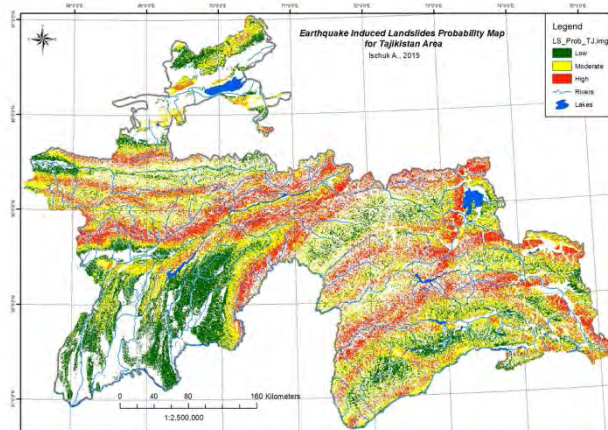 Earthquake Induced Landslides Probability Map
for Tajikistan Area
Ischuk A., 2015
Legend
LS_Prob_TJ.img
Low
Moderate
High
Rivers
Lakes
0 40 80 160 Kilometers
1:2,500,000